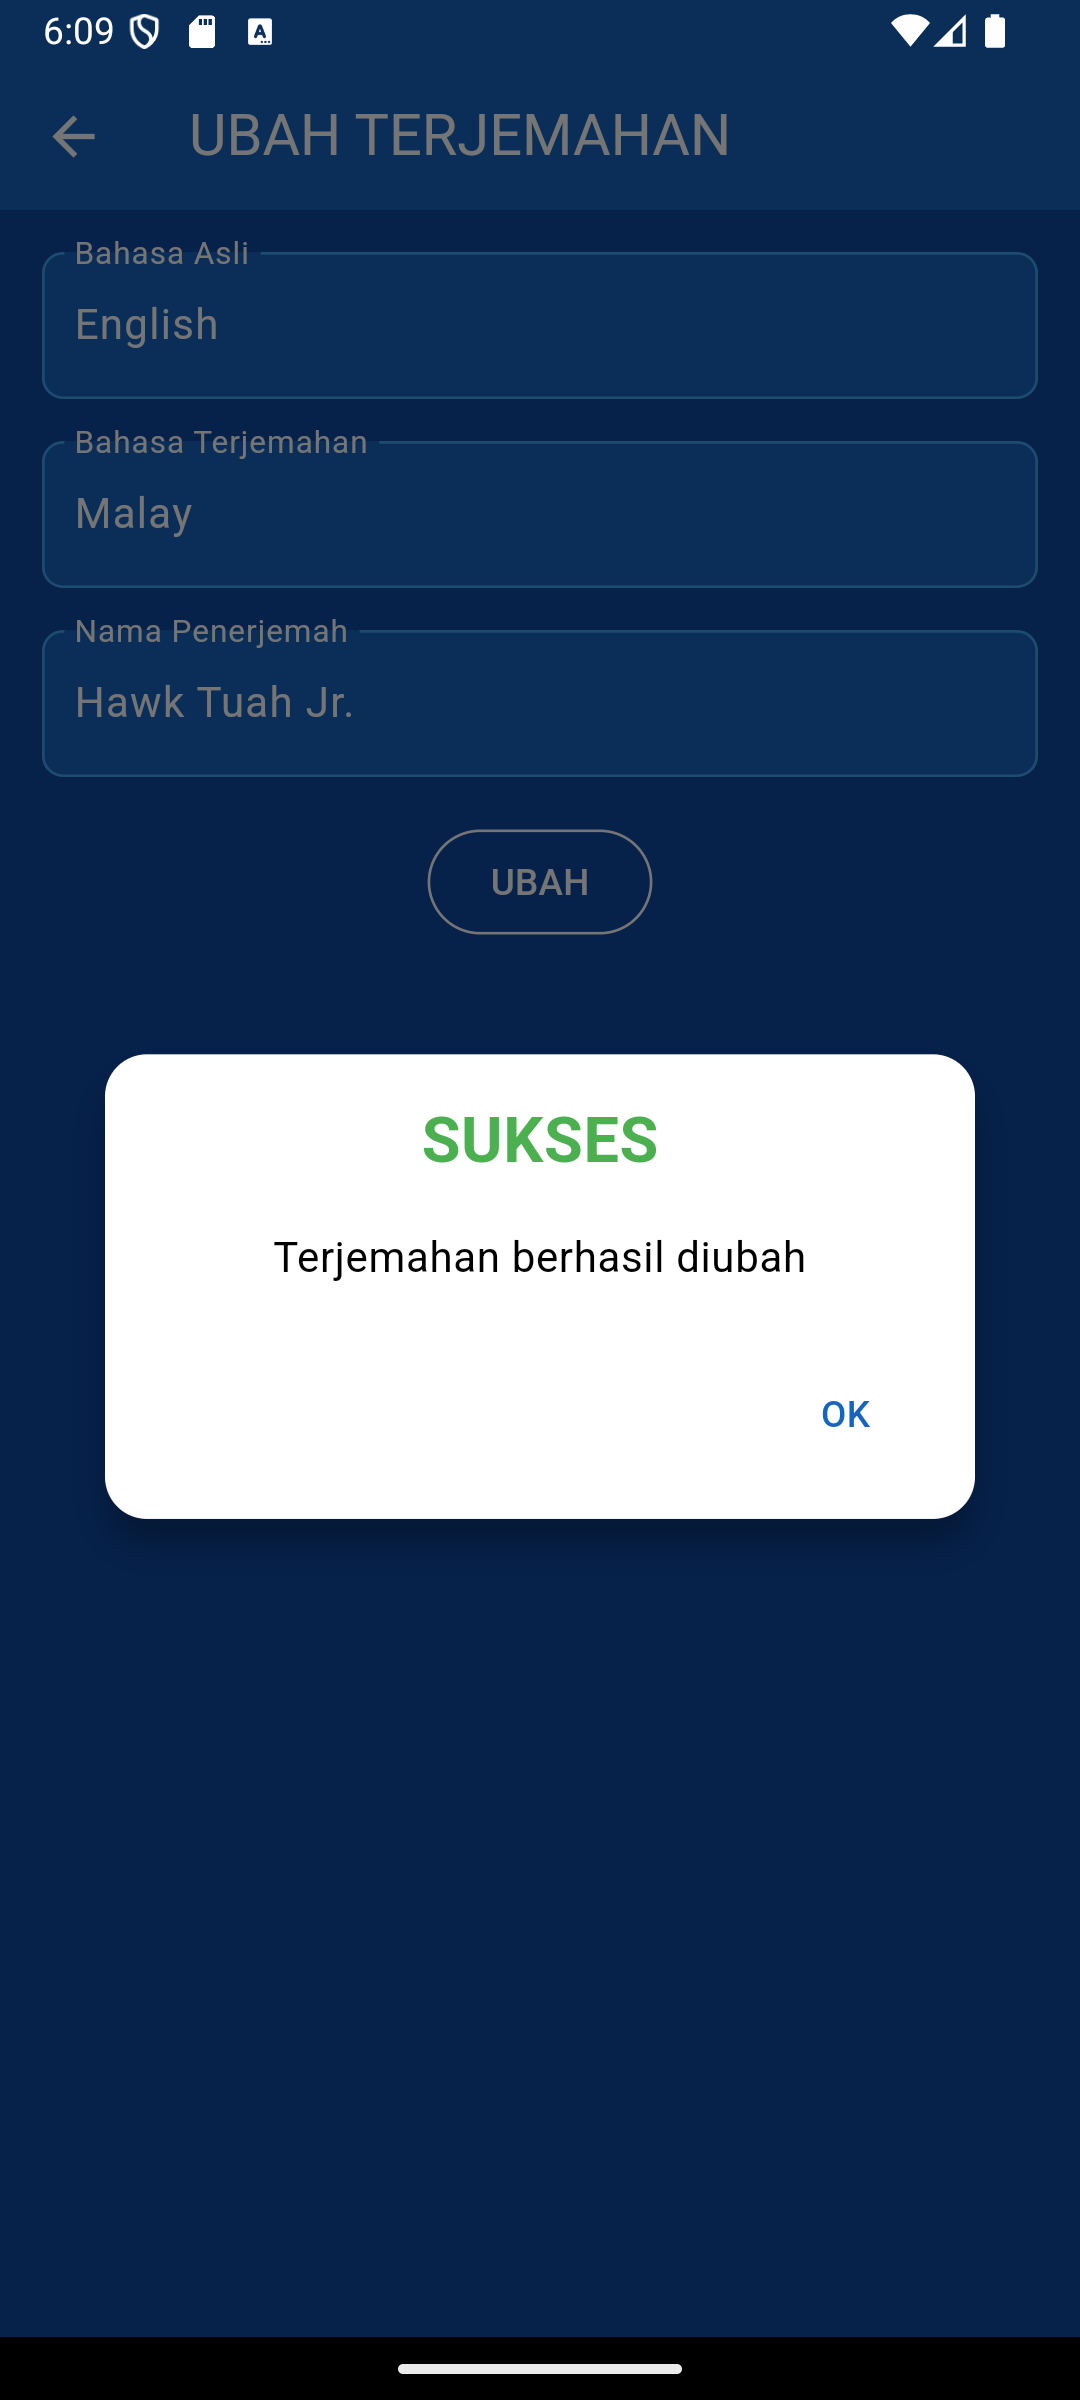 6:09
UBAH TERJEMAHAN
Bahasa Asli
English
Bahasa Terjemahan
Malay
Nama Penerjemah
Hawk Tuah Jr.
UBAH
SUKSES
Terjemahan berhasil diubah
OK